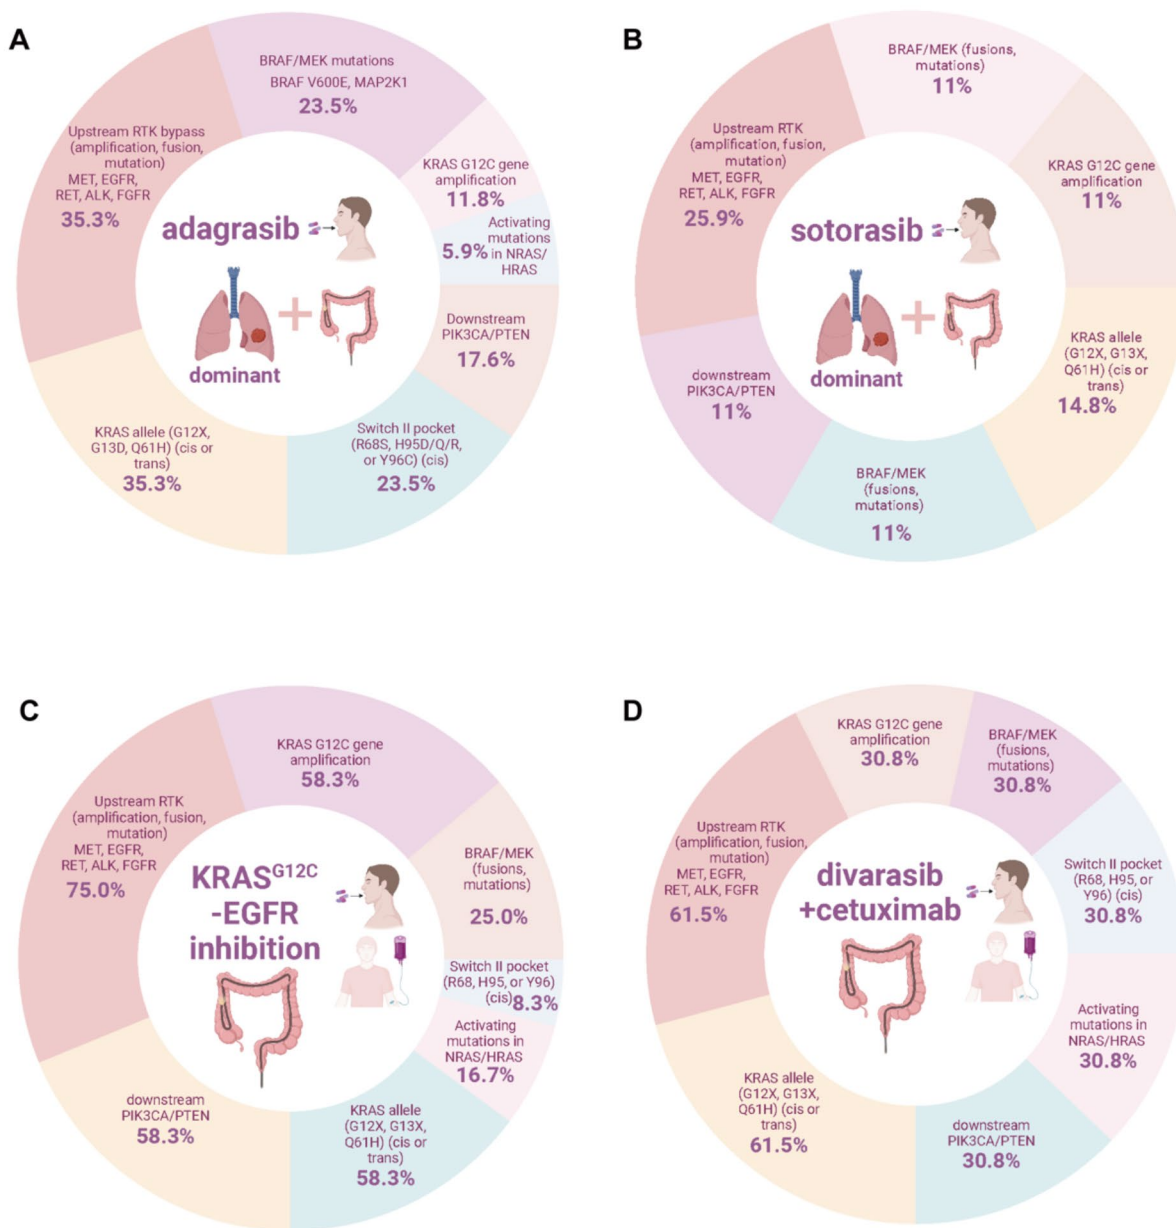 A
BRAF/MEK mutations
BRAF V600E, MAP2K1
23.5%
Upstream RTK bypass
(amplification, fusion,
mutation)
MET, EGFR,
RET, ALK, FGFR
35.3%
KRAS G12C gene
amplification
11.8%
5.9%
Activating
mutations
in NRAS/
HRAS
adagrasib
dominant
Downstream
PIK3CA/PTEN
17.6%
KRAS allele (G12X,
G13D, Q61H) (cis or
trans)
35.3%
Switch II pocket
(R68S, H95D/Q/R,
or Y96C) (cis)
23.5%
B
BRAF/MEK (fusions,
mutations)
11%
Upstream RTK
(amplification, fusion,
mutation)
MET, EGFR,
RET, ALK, FGFR
25.9%
KRAS G12C gene
amplification
11%
sotorasib
dominant
downstream
PIK3CA/PTEN
11%
KRAS allele
(G12X, G13X,
Q61H) (cis
or trans)
14.8%
BRAF/MEK
(fusions,
mutations)
11%
C
KRAS G12C gene
amplification
58.3%
Upstream RTK
(amplification, fusion,
mutation)
MET, EGFR,
RET, ALK, FGFR
75.0%
BRAF/MEK
(fusions,
mutations)
25.0%
KRASG12C
-EGFR
inhibition
Switch II pocket
(R68, H95, or Y96)
(cis) 8.3%
Activating
mutations in
NRAS/HRAS
16.7%
downstream
PIK3CA/PTEN
58.3%
KRAS allele
(G12X, G13X,
Q61H) (cis or
trans)
58.3%
D
KRAS G12C gene
amplification
30.8%
BRAF/MEK
(fusions,
mutations)
30.8%
Upstream RTK
(amplification, fusion,
mutation)
MET, EGFR,
RET, ALK, FGFR
61.5%
Switch II pocket
(R68, H95, or
Y96) (cis)
30.8%
divarasib
+cetuximab
Activating
mutations in
NRAS/HRAS
30.8%
KRAS allele
(G12X, G13X,
Q61H) (cis or
trans)
61.5%
downstream
PIK3CA/PTEN
30.8%